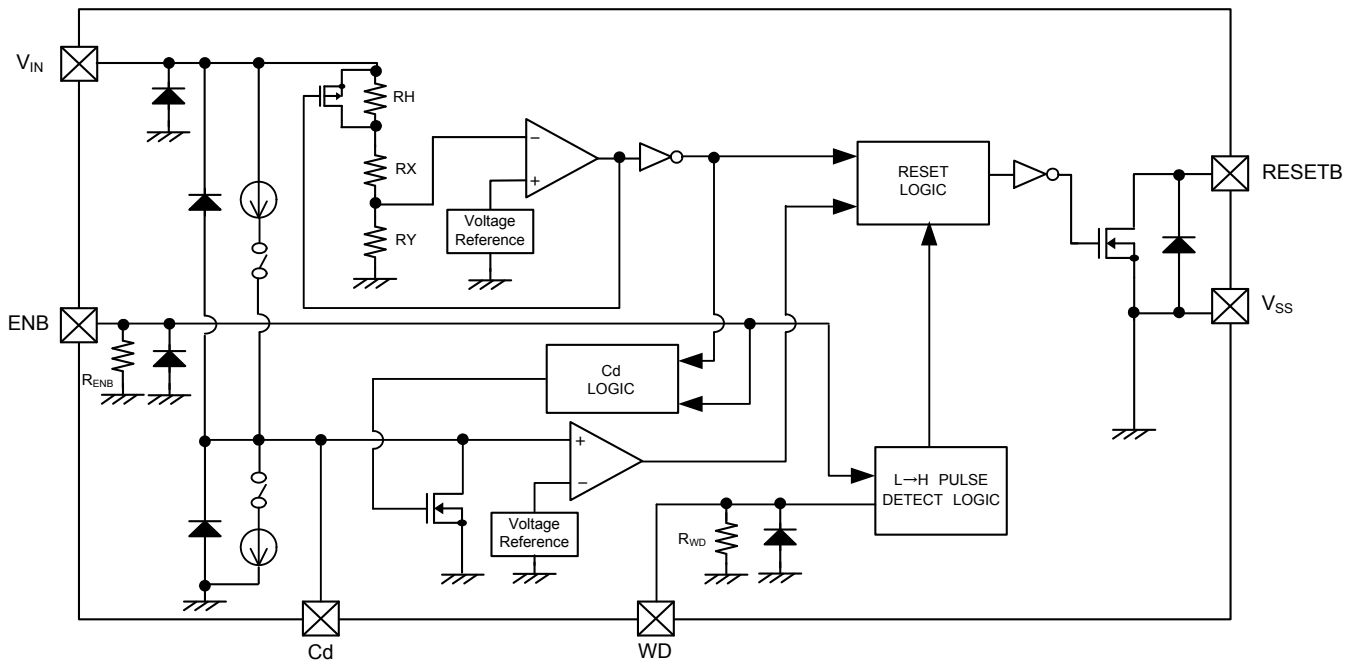 VIN
RH
RX
RY
Voltage
Reference
−
+
RESET
LOGIC
RESETB
VSS
ENB
RENB
Cd
LOGIC
+
−
Voltage
Reference
L→H PULSE
DETECT LOGIC
RWD
Cd
WD